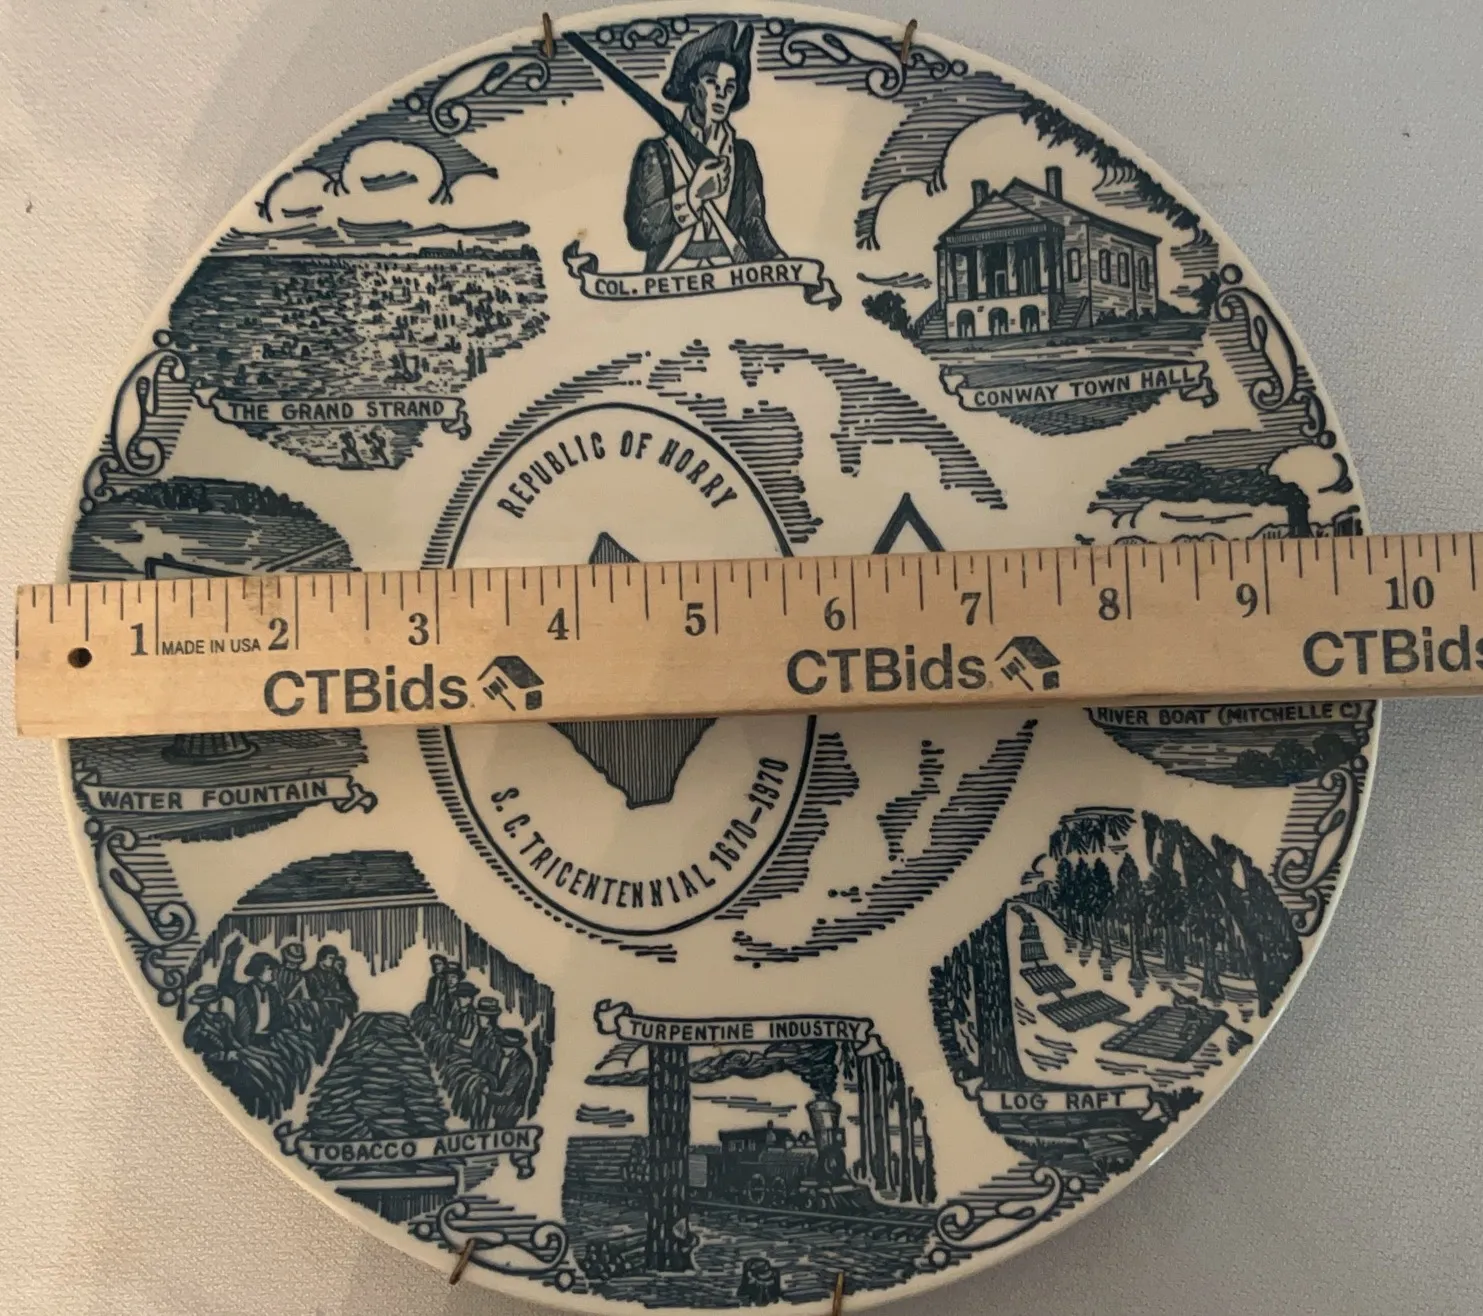 COL. PETER HORRY
THE GRAND STRAND
CONWAY TOWN HALL
REPUBLIC OF HORRY
1 2 3 4 5 6 7 8 9 10
MADE IN USA
CTBids. CTBids. CTBids
RIVER BOAT (MITCHELLE C)
WATER FOUNTAIN
S. C. TRICENTENNIAL 1670-1970
TURPENTINE INDUSTRY
LOG RAFT
TOBACCO AUCTION